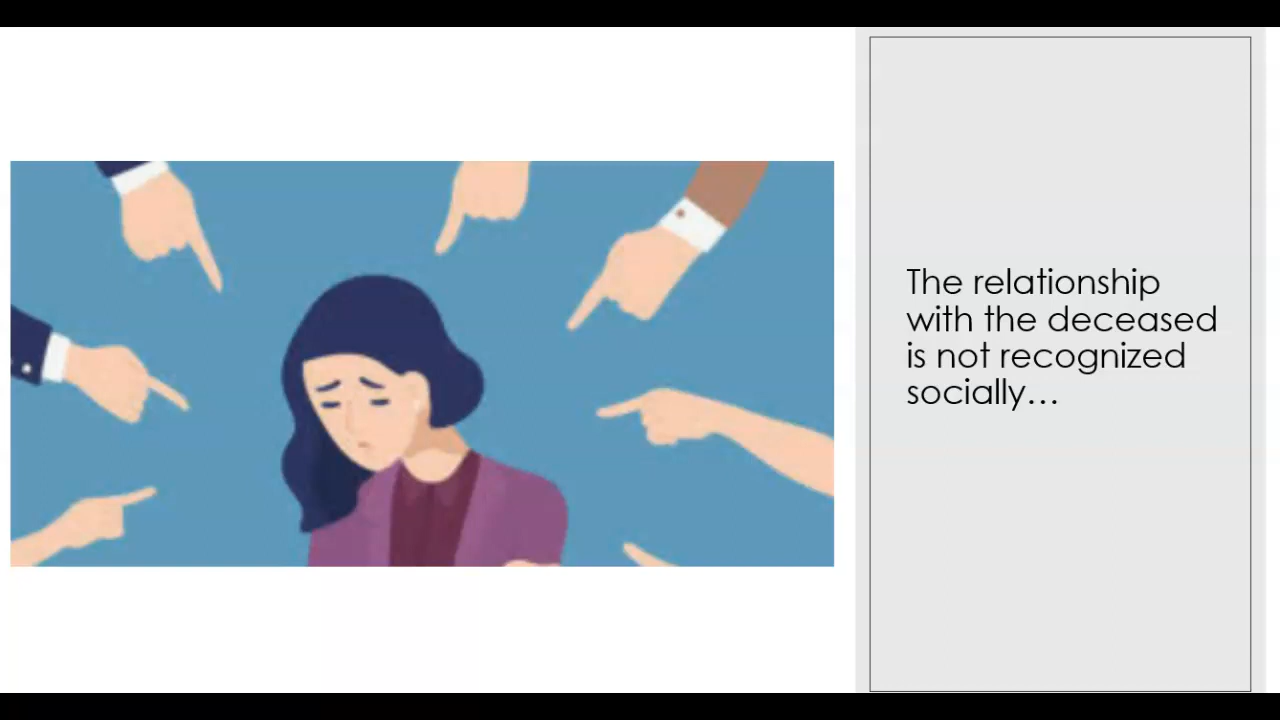 The relationship
with the deceased
is not recognized
socially…